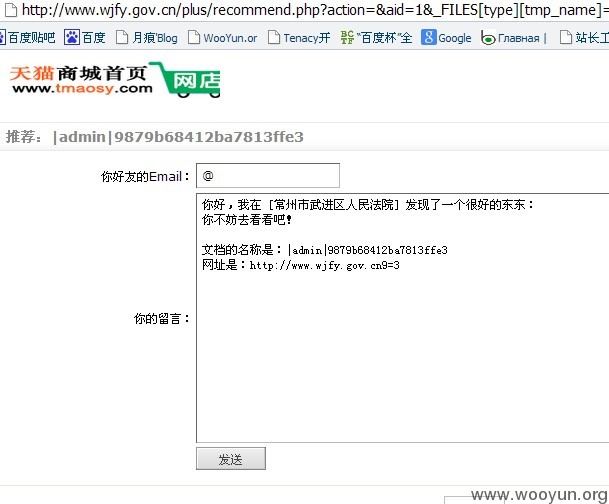 http://www.wjfy.gov.cn/plus/recommend.php?action=&aid=1&_FILES[type][tmp_name]=
百度贴吧 百度 月痕'Blog WooYun.or Tenacy开 "百度杯"全 Google Главная | 站长工
天猫商城首页 网店
www.tmaosy.com
推荐：|admin|9879b68412ba7813ffe3
你好友的Email： @
你好，我在 [常州市武进区人民法院] 发现了一个很好的东东：
你不妨去看看吧！
文档的名称是：|admin|9879b68412ba7813ffe3
网址是：http://www.wjfy.gov.cn9=3
你的留言：
发送
www.wooyun.org